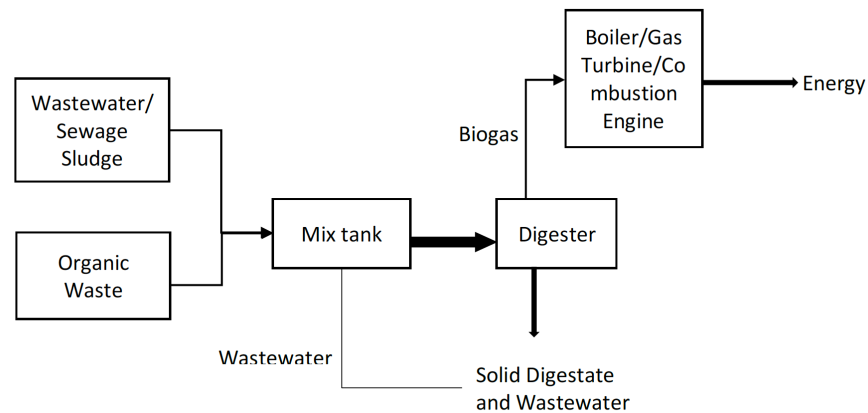 Wastewater/
Sewage
Sludge
Organic
Waste
Mix tank
Wastewater
Biogas
Digester
Solid Digestate
and Wastewater
Boiler/Gas
Turbine/Co
mbustion
Engine
Energy